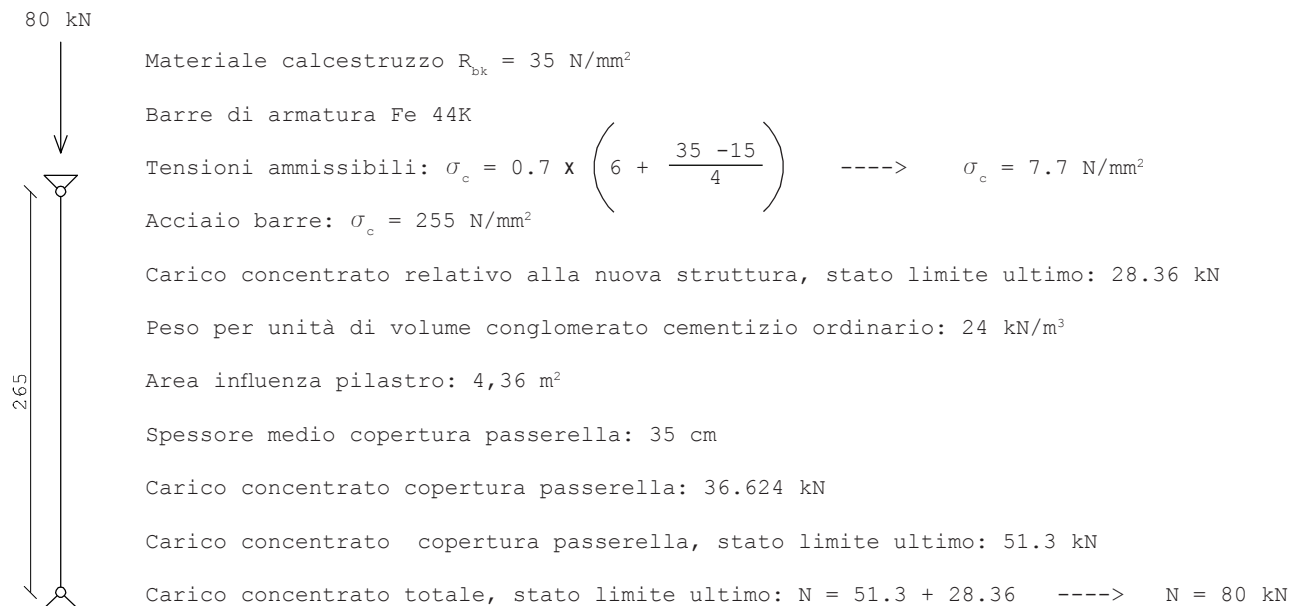 80 kN
Materiale calcestruzzo R_bk = 35 N/mm²
Barre di armatura Fe 44K
Tensioni ammissibili: σ_c = 0.7 x (6 + (35 -15)/4) ----> σ_c = 7.7 N/mm²
Acciaio barre: σ_c = 255 N/mm²
Carico concentrato relativo alla nuova struttura, stato limite ultimo: 28.36 kN
Peso per unità di volume conglomerato cementizio ordinario: 24 kN/m³
Area influenza pilastro: 4,36 m²
265
Spessore medio copertura passerella: 35 cm
Carico concentrato copertura passerella: 36.624 kN
Carico concentrato copertura passerella, stato limite ultimo: 51.3 kN
Carico concentrato totale, stato limite ultimo: N = 51.3 + 28.36 ----> N = 80 kN